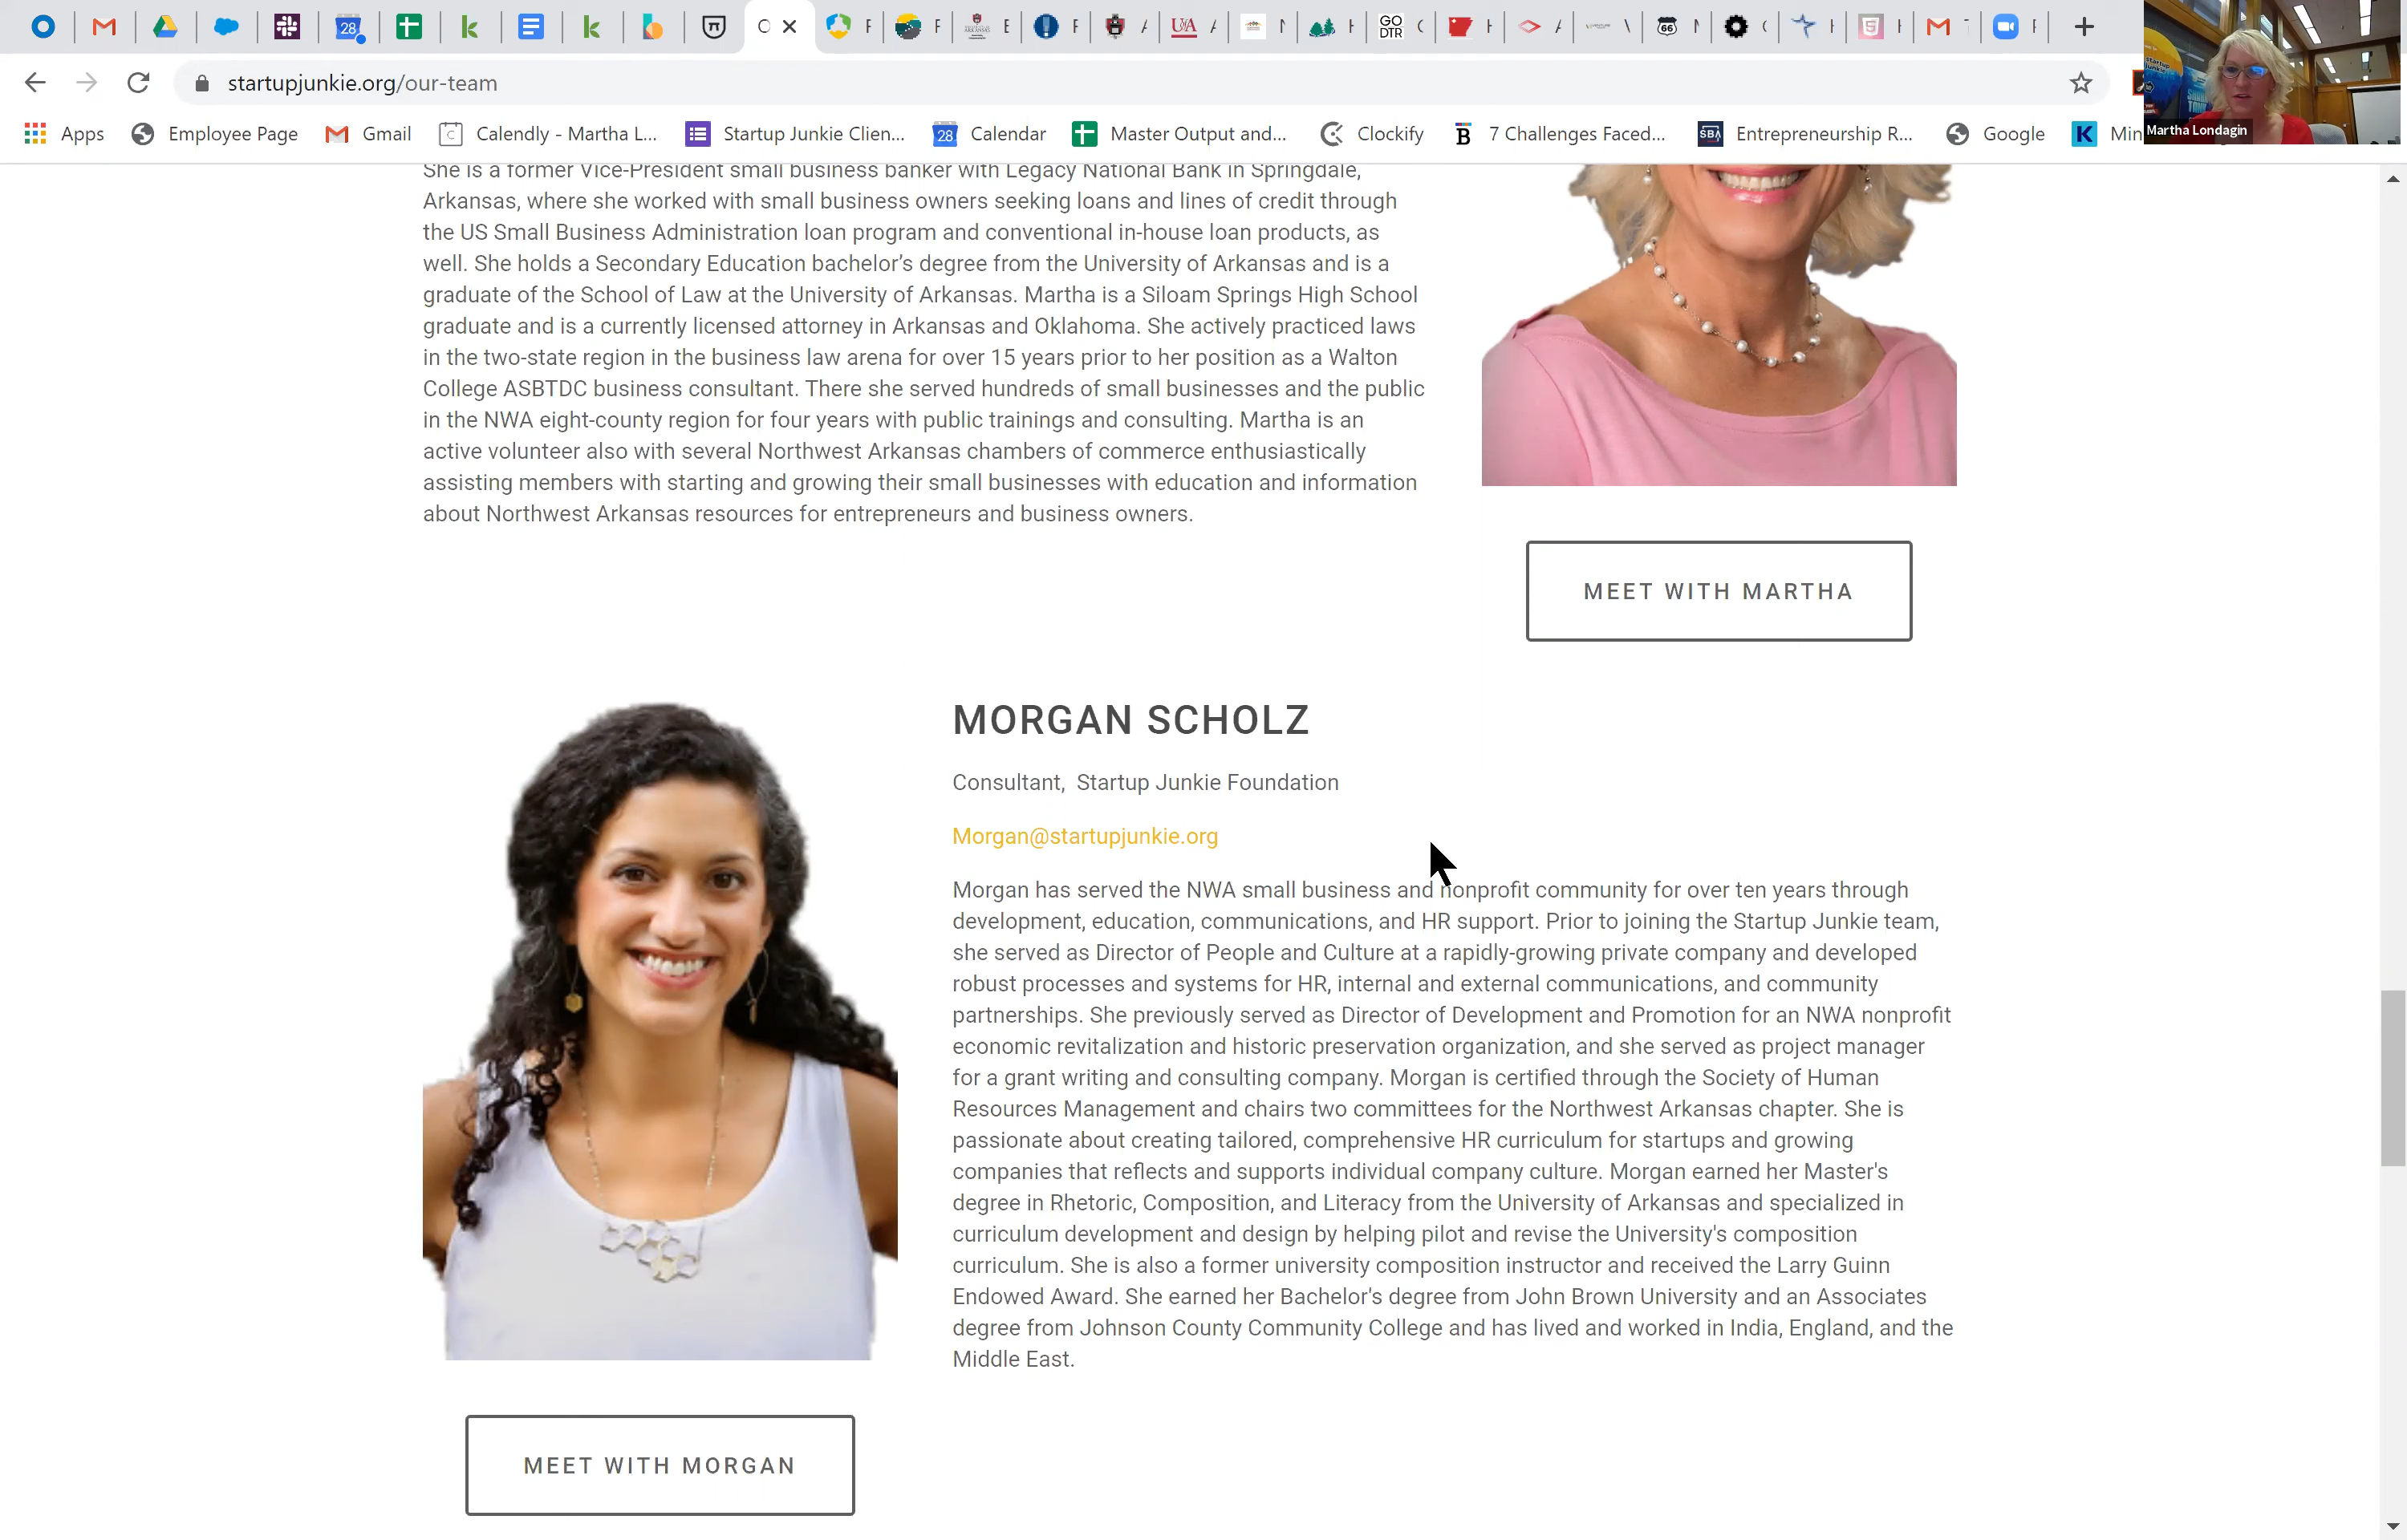 startupjunkie.org/our-team
Apps Employee Page Gmail Calendly - Martha L... Startup Junkie Clien... Calendar Master Output and... Clockify 7 Challenges Faced... Entrepreneurship R... Google Min
Martha Londagin
She is a former Vice-President small business banker with Legacy National Bank in Springdale,
Arkansas, where she worked with small business owners seeking loans and lines of credit through
the US Small Business Administration loan program and conventional in-house loan products, as
well. She holds a Secondary Education bachelor’s degree from the University of Arkansas and is a
graduate of the School of Law at the University of Arkansas. Martha is a Siloam Springs High School
graduate and is a currently licensed attorney in Arkansas and Oklahoma. She actively practiced laws
in the two-state region in the business law arena for over 15 years prior to her position as a Walton
College ASBTDC business consultant. There she served hundreds of small businesses and the public
in the NWA eight-county region for four years with public trainings and consulting. Martha is an
active volunteer also with several Northwest Arkansas chambers of commerce enthusiastically
assisting members with starting and growing their small businesses with education and information
about Northwest Arkansas resources for entrepreneurs and business owners.
MEET WITH MARTHA
MORGAN SCHOLZ
Consultant, Startup Junkie Foundation
Morgan@startupjunkie.org
Morgan has served the NWA small business and nonprofit community for over ten years through
development, education, communications, and HR support. Prior to joining the Startup Junkie team,
she served as Director of People and Culture at a rapidly-growing private company and developed
robust processes and systems for HR, internal and external communications, and community
partnerships. She previously served as Director of Development and Promotion for an NWA nonprofit
economic revitalization and historic preservation organization, and she served as project manager
for a grant writing and consulting company. Morgan is certified through the Society of Human
Resources Management and chairs two committees for the Northwest Arkansas chapter. She is
passionate about creating tailored, comprehensive HR curriculum for startups and growing
companies that reflects and supports individual company culture. Morgan earned her Master's
degree in Rhetoric, Composition, and Literacy from the University of Arkansas and specialized in
curriculum development and design by helping pilot and revise the University's composition
curriculum. She is also a former university composition instructor and received the Larry Guinn
Endowed Award. She earned her Bachelor's degree from John Brown University and an Associates
degree from Johnson County Community College and has lived and worked in India, England, and the
Middle East.
MEET WITH MORGAN